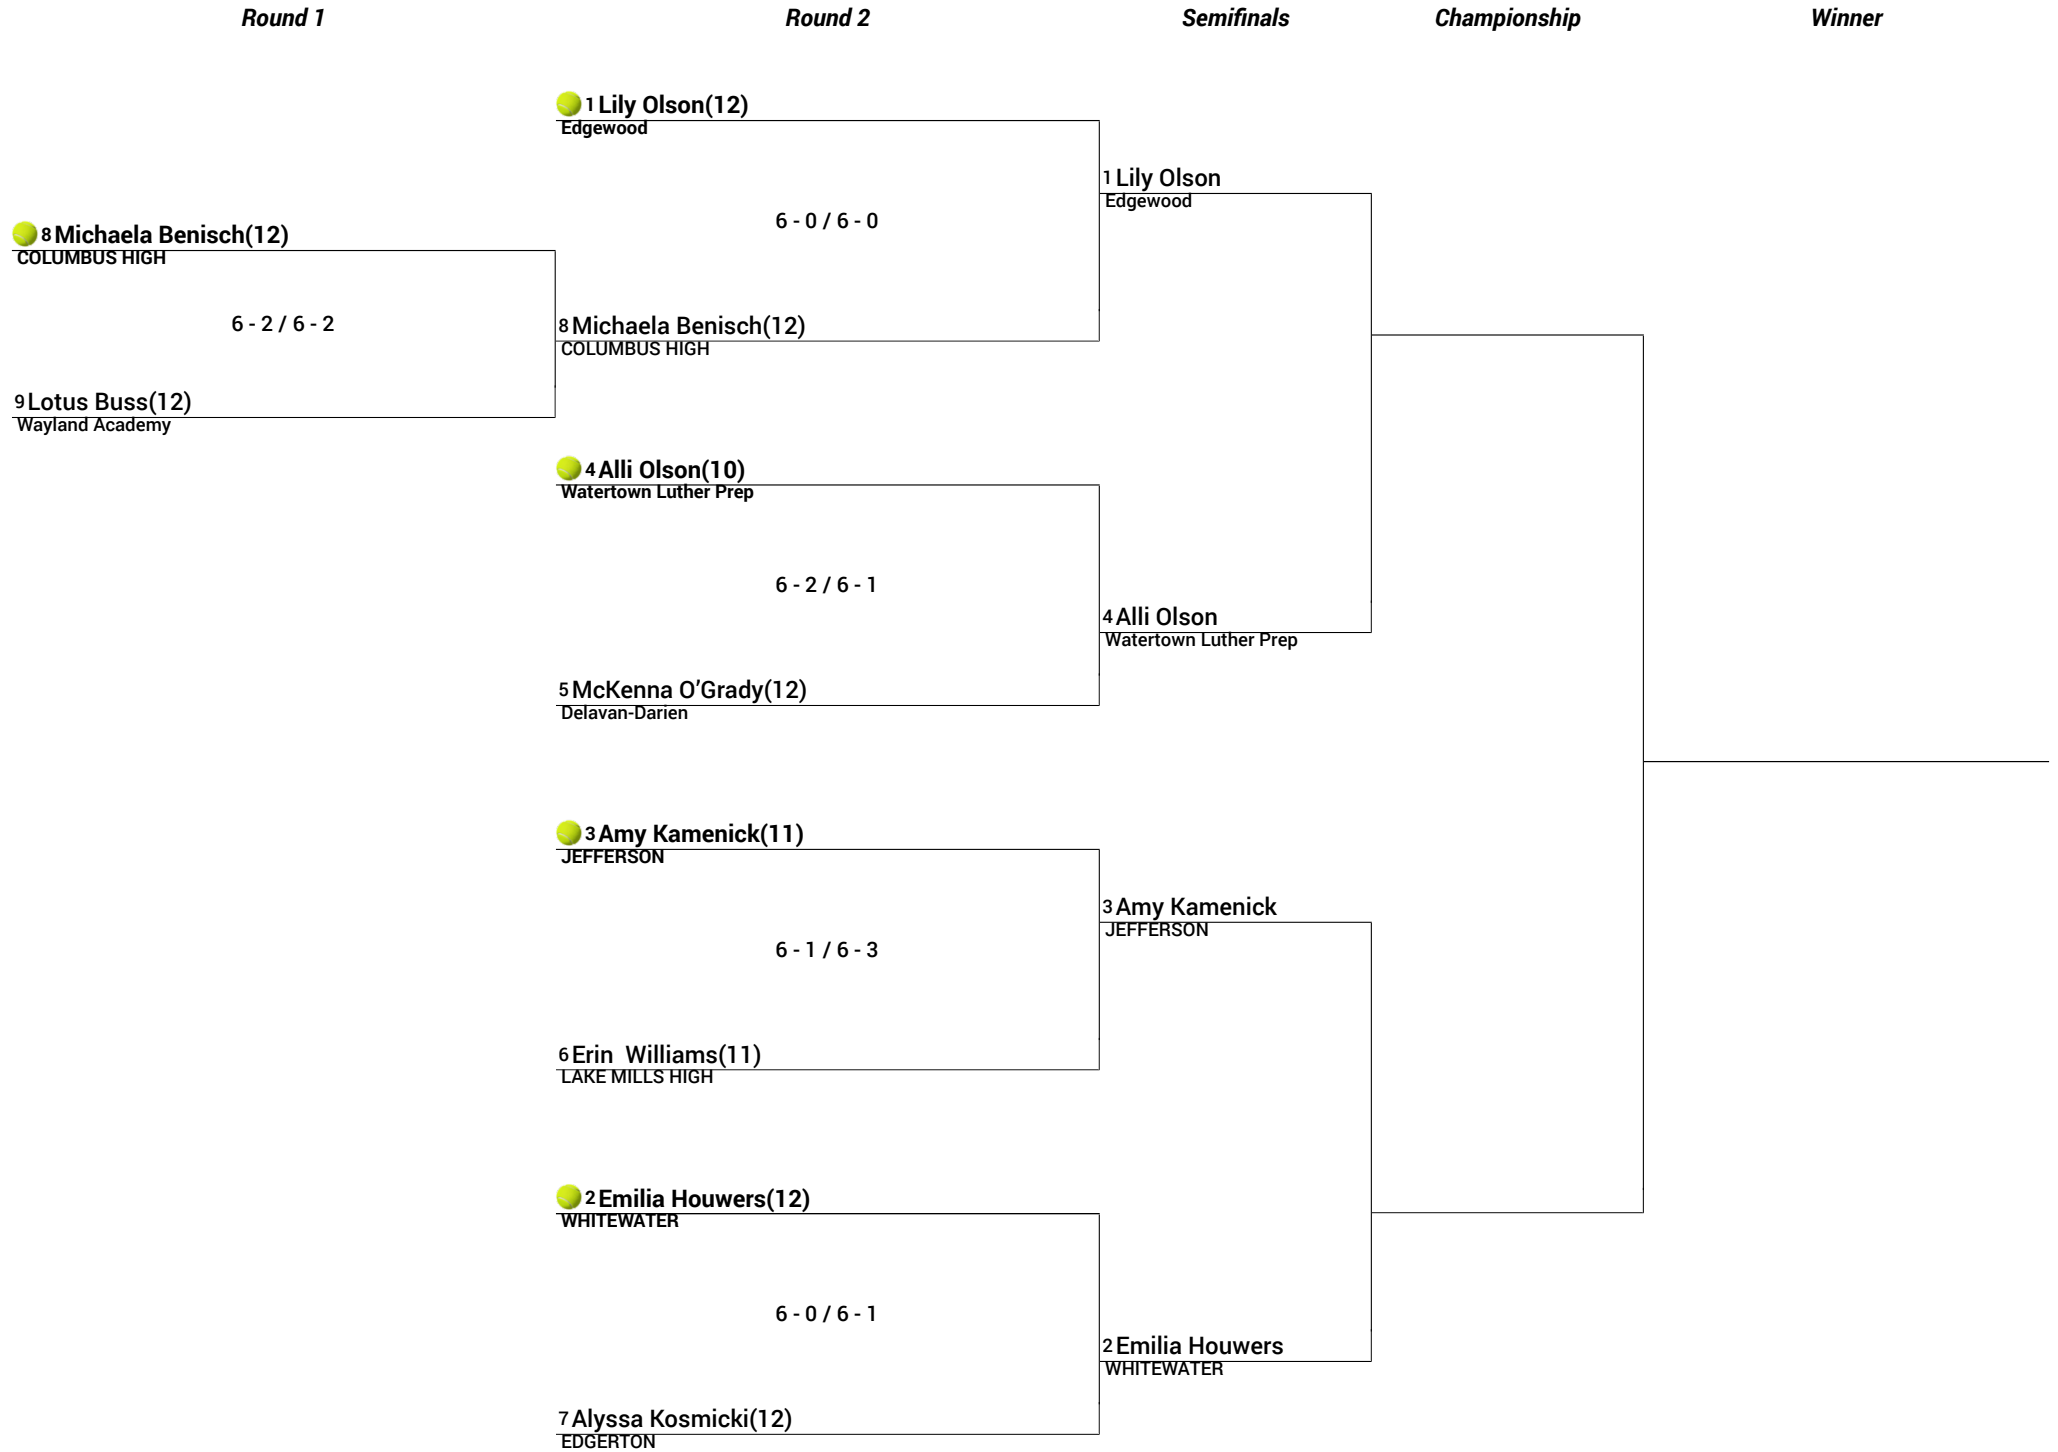 Round 1
Round 2
Semifinals
Championship
Winner
1 Lily Olson(12)
Edgewood
6 - 0 / 6 - 0
1 Lily Olson
Edgewood
8 Michaela Benisch(12)
COLUMBUS HIGH
6 - 2 / 6 - 2
8 Michaela Benisch(12)
COLUMBUS HIGH
9 Lotus Buss(12)
Wayland Academy
4 Alli Olson(10)
Watertown Luther Prep
6 - 2 / 6 - 1
4 Alli Olson
Watertown Luther Prep
5 McKenna O’Grady(12)
Delavan-Darien
3 Amy Kamenick(11)
JEFFERSON
3 Amy Kamenick
JEFFERSON
6 - 1 / 6 - 3
6 Erin  Williams(11)
LAKE MILLS HIGH
2 Emilia Houwers(12)
WHITEWATER
6 - 0 / 6 - 1
2 Emilia Houwers
WHITEWATER
7 Alyssa Kosmicki(12)
EDGERTON